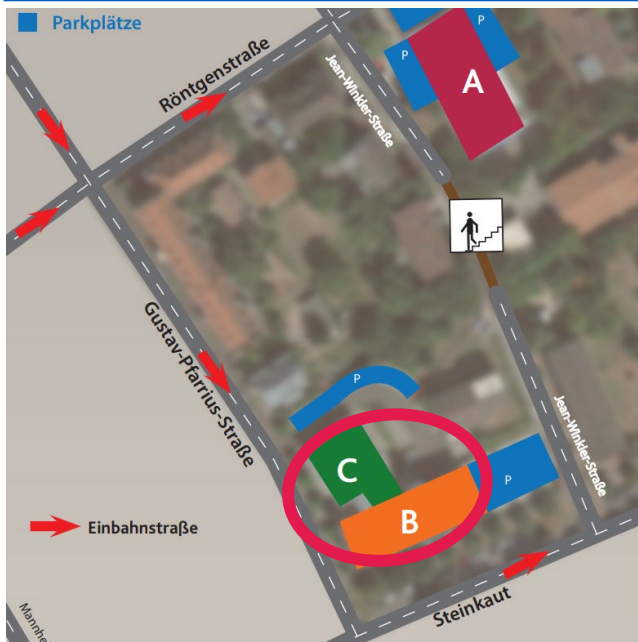 Parkplätze
P
P
A
Röntgenstraße
Jean-Winkler-Straße
Gustav-Pfarrius-Straße
P
C
B
P
Jean-Winkler-Straße
Einbahnstraße
Steinkaut